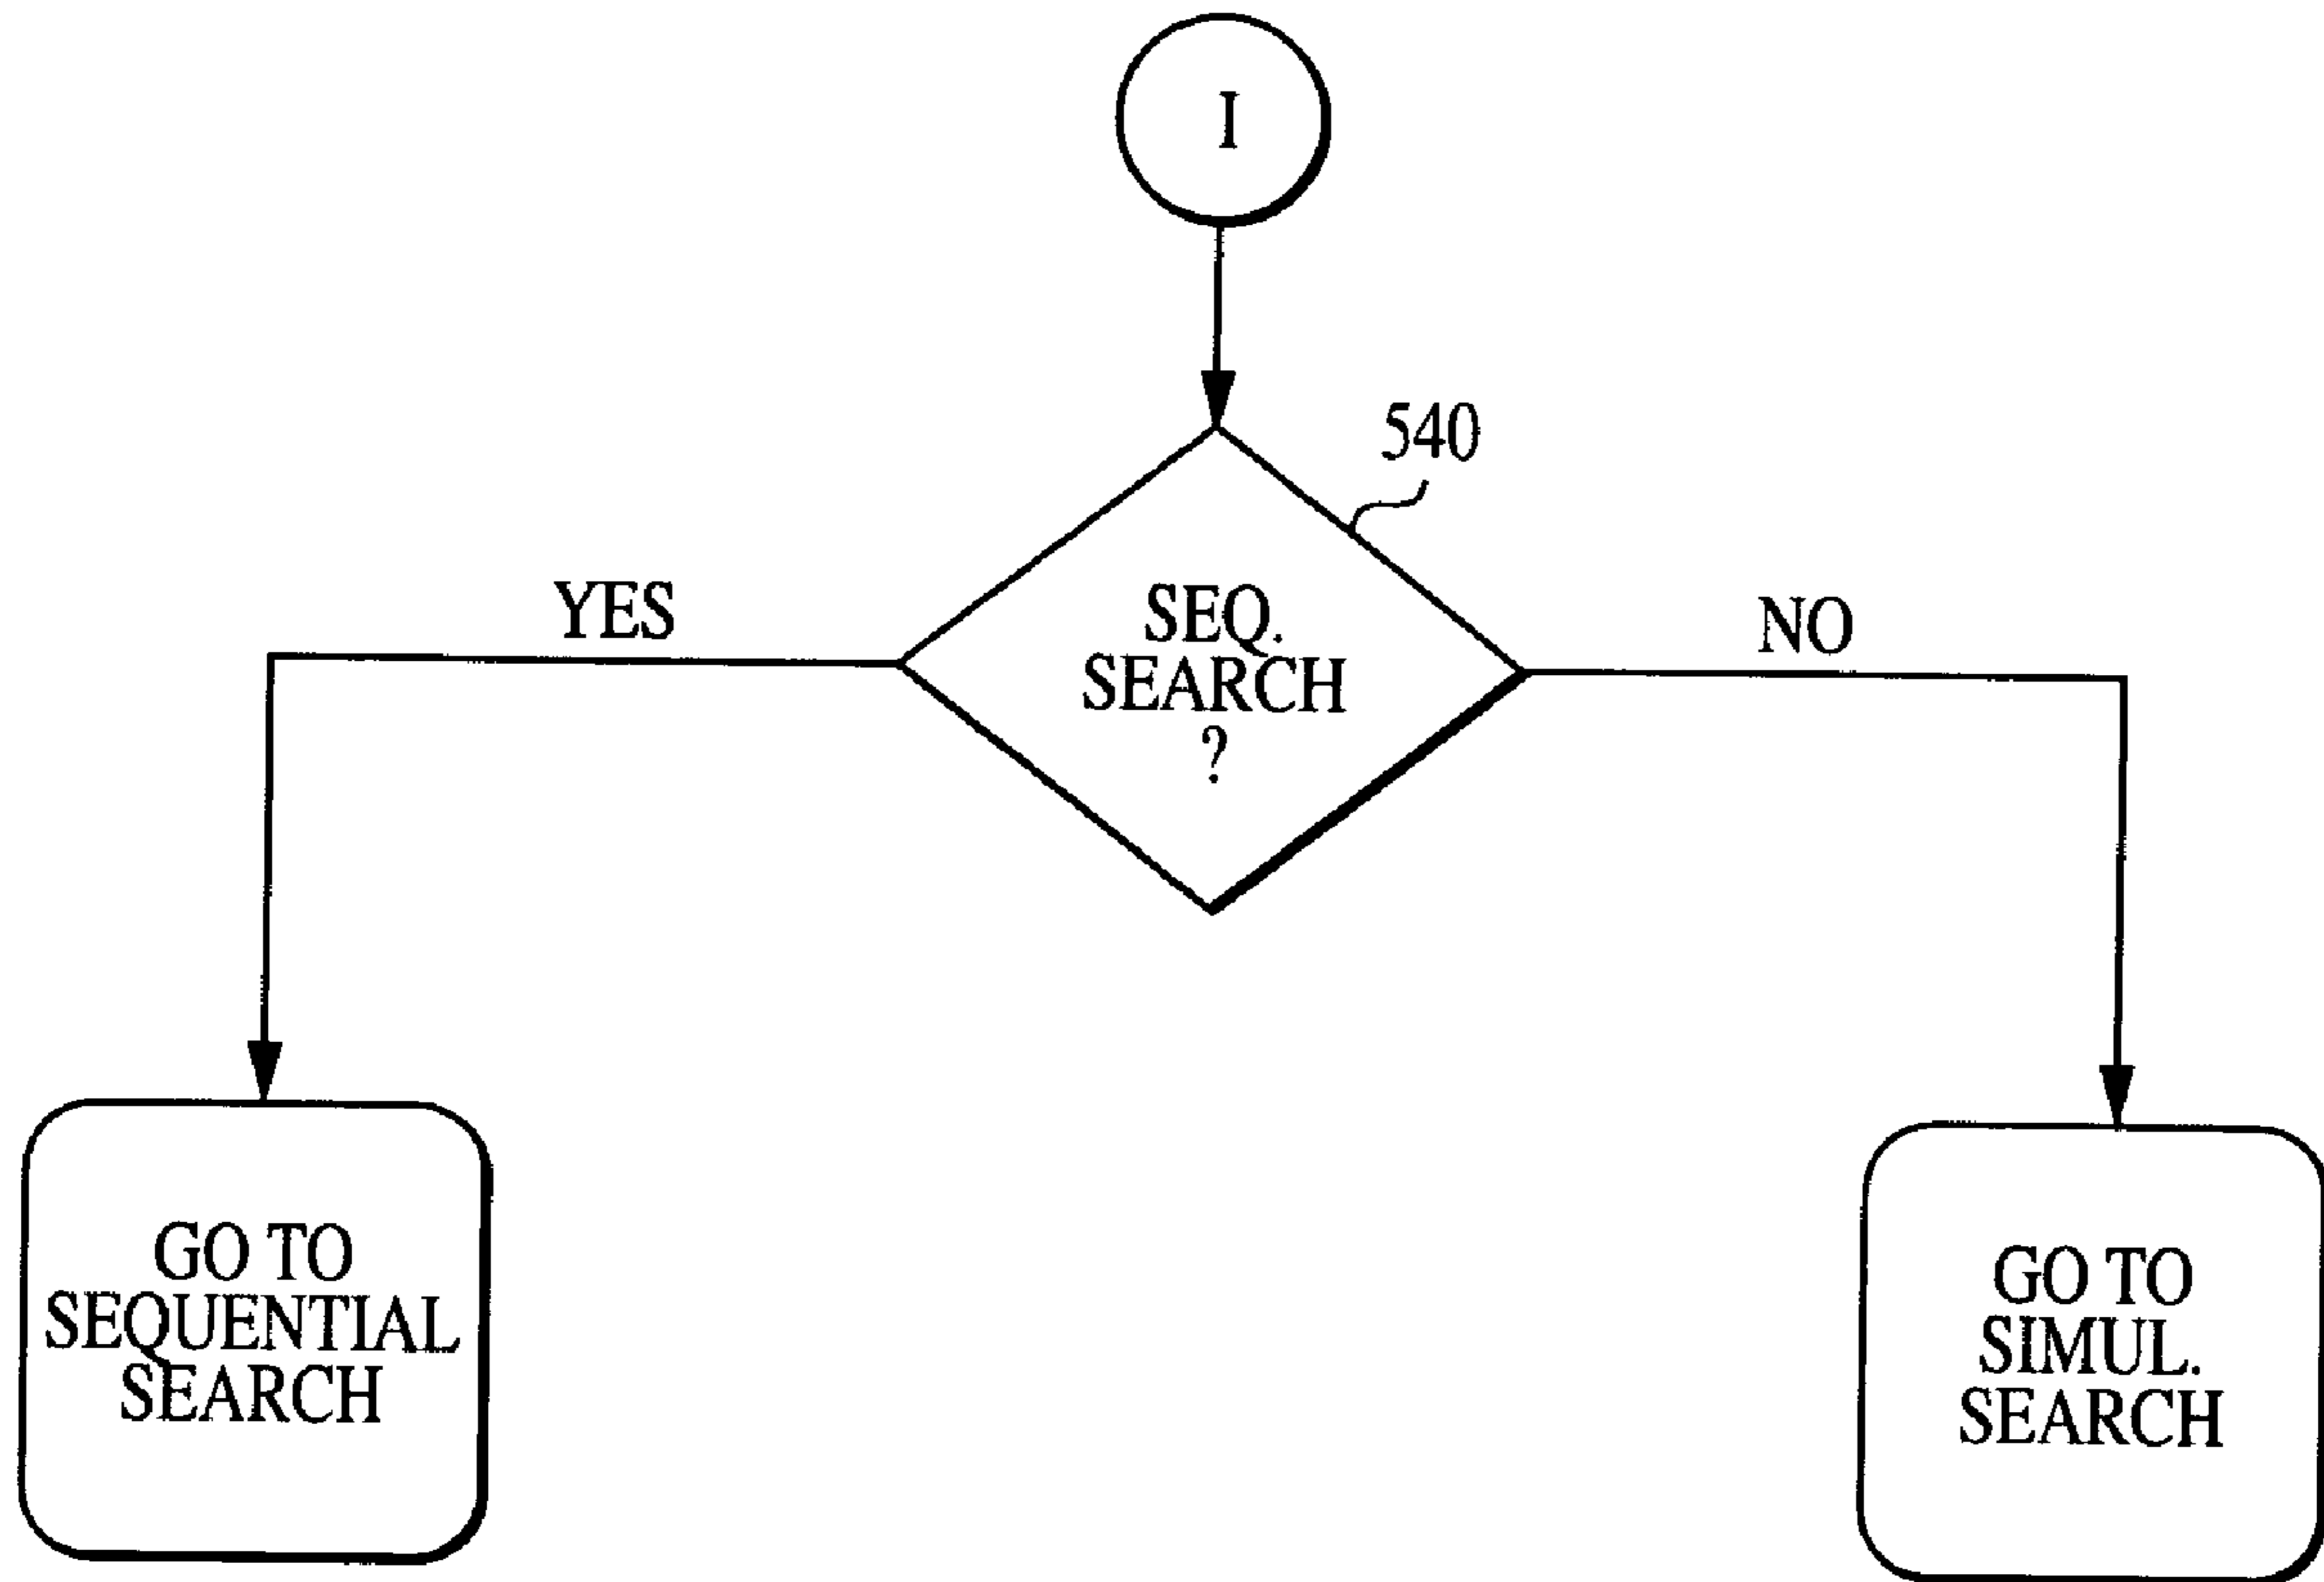 I
540
SEQ.
SEARCH
?
YES
NO
GO TO
SEQUENTIAL
SEARCH
GO TO
SIMUL.
SEARCH